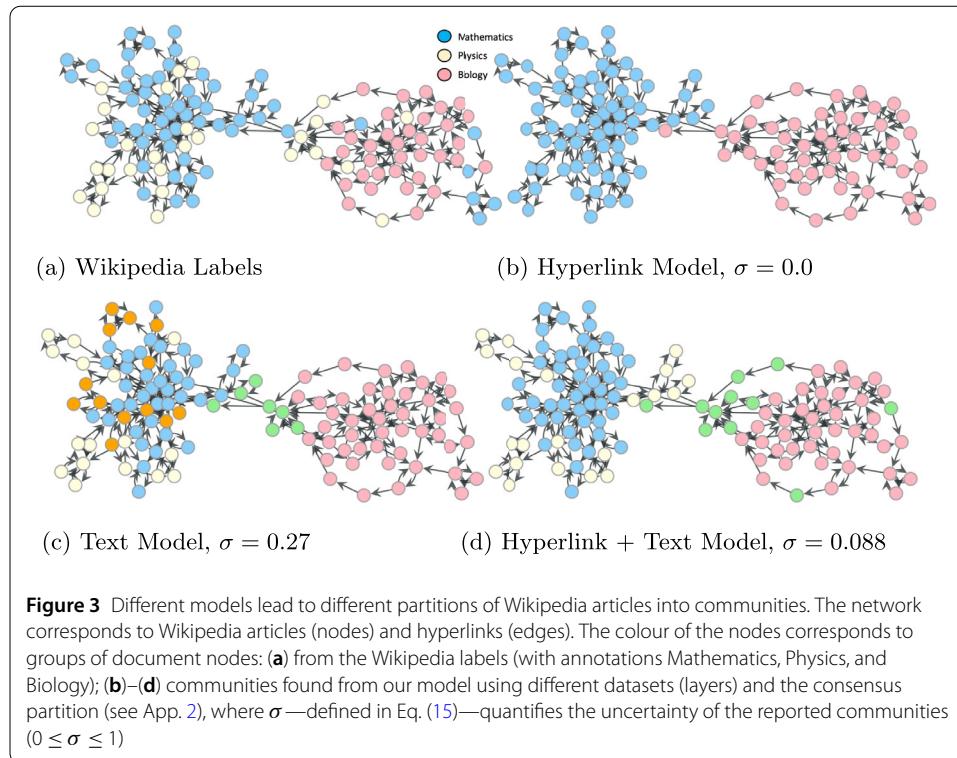 Mathematics
Physics
Biology
(a) Wikipedia Labels
(b) Hyperlink Model, σ = 0.0
(c) Text Model, σ = 0.27
(d) Hyperlink + Text Model, σ = 0.088
Figure 3 Different models lead to different partitions of Wikipedia articles into communities. The network
corresponds to Wikipedia articles (nodes) and hyperlinks (edges). The colour of the nodes corresponds to
groups of document nodes: (a) from the Wikipedia labels (with annotations Mathematics, Physics, and
Biology); (b)–(d) communities found from our model using different datasets (layers) and the consensus
partition (see App. 2), where σ—defined in Eq. (15)—quantifies the uncertainty of the reported communities
(0 ≤ σ ≤ 1)